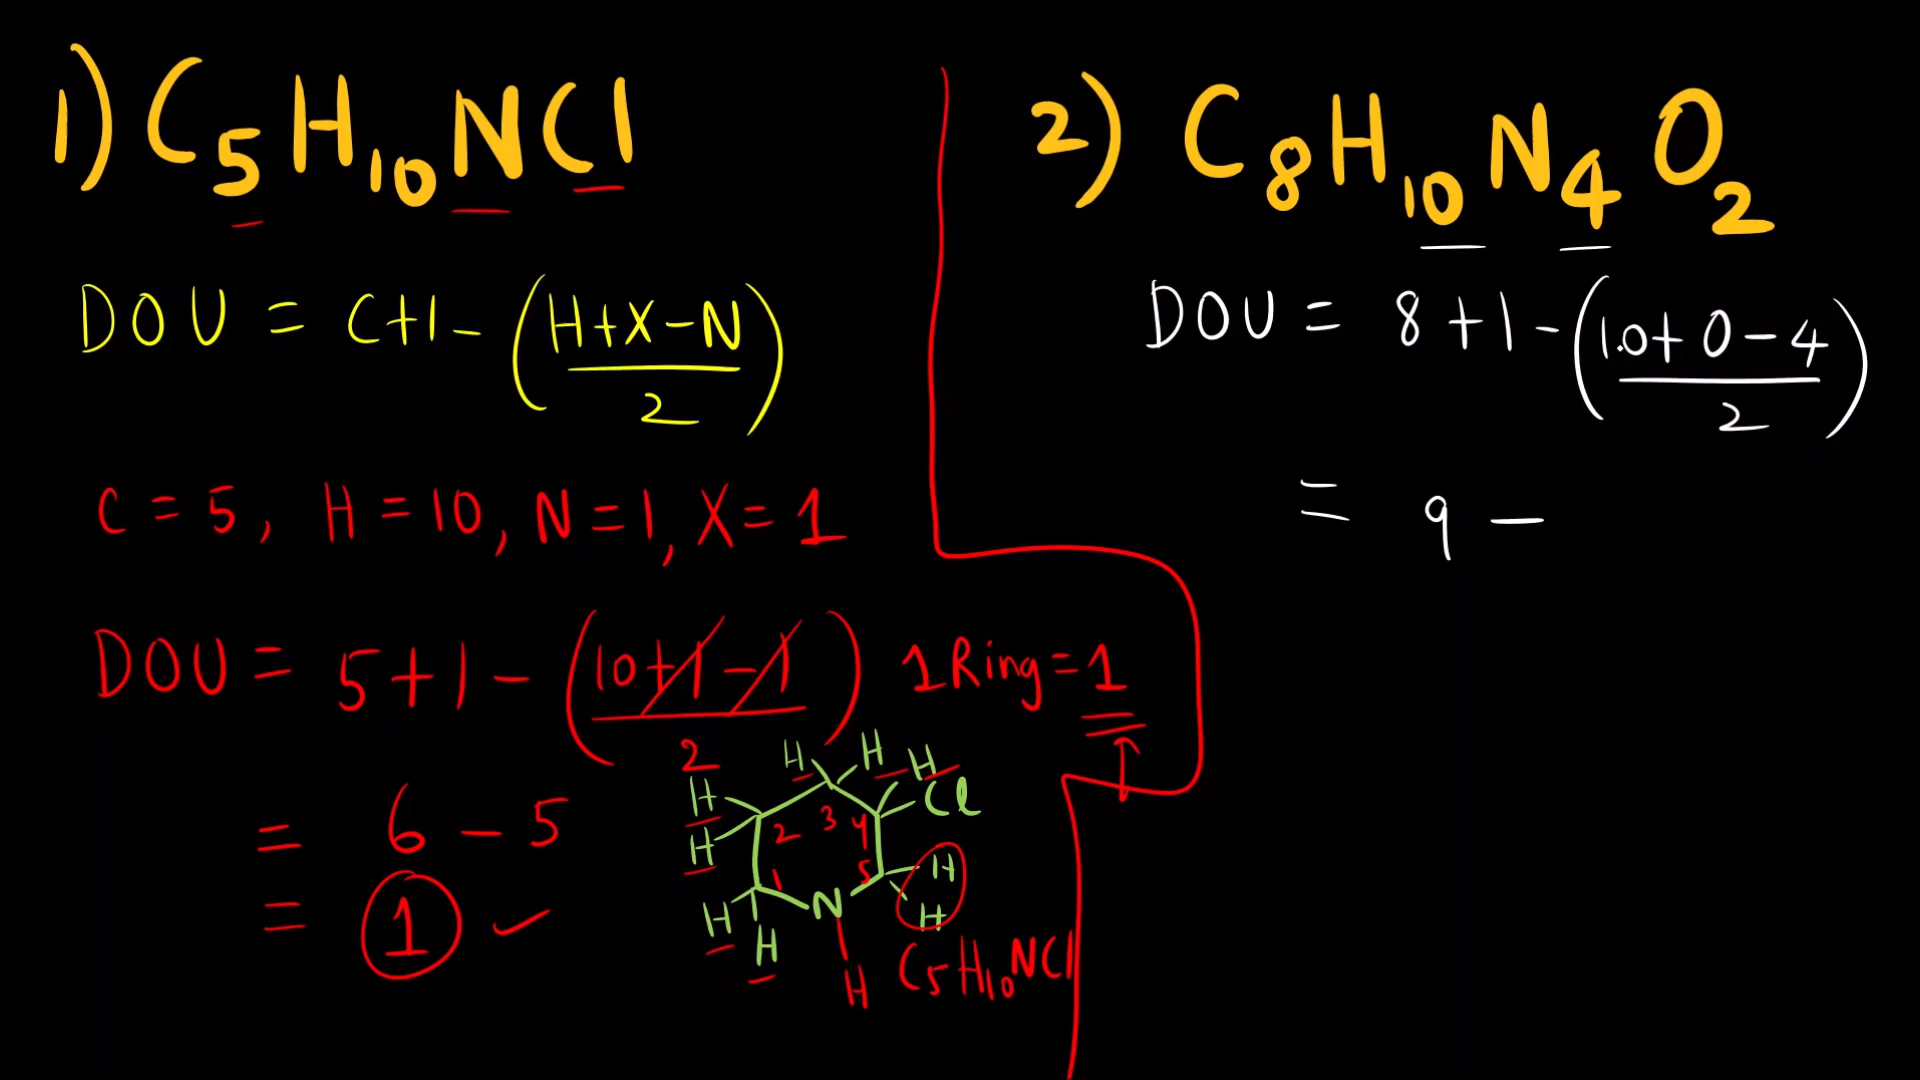 1) C₅H₁₀NCl
DOU = C+1 - (H+X-N / 2)
C = 5, H = 10, N = 1, X = 1
DOU = 5+1 - (10+1-1 / 2)
= 6 - 5
= 1 ✓
1 Ring = 1
H H H
H Cl
H 2 3 4
1 5 H
H N H
H H
C₅H₁₀NCl
2) C₈H₁₀N₄O₂
DOU = 8+1 - (10+0-4 / 2)
= 9 -